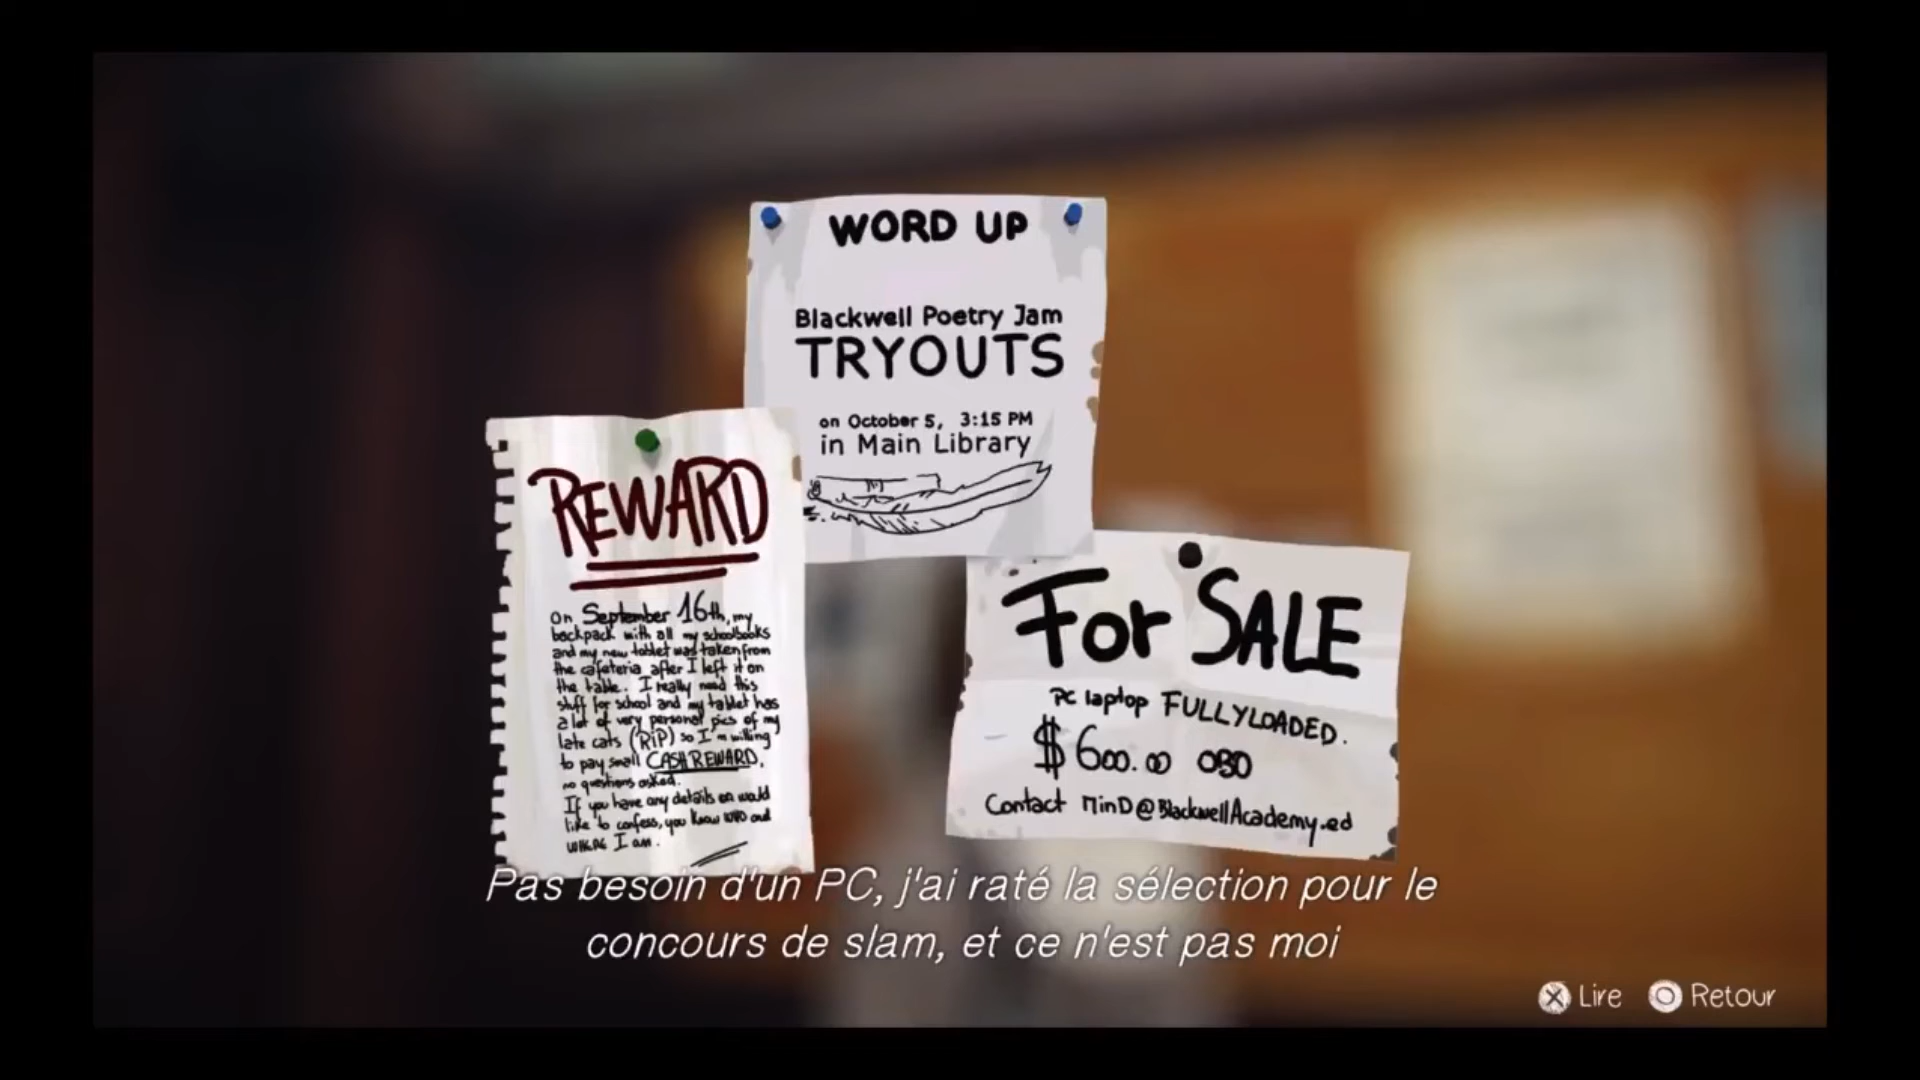 WORD UP
Blackwell Poetry Jam
TRYOUTS
on October 5, 3:15 PM
in Main Library
REWARD
On September 16th, my
backpack with all my schoolbooks
and my new tablet was taken from
the cafeteria after I left it on
the table. I really need this
stuff for school and my tablet has
a lot of very personal pics of my
late cats (RiP) so I'm willing
to pay small CASH REWARD,
no questions asked.
If you have any details or would
like to confess, you know WHO and
WHERE I am.
For SALE
PC laptop FULLY LOADED.
$600.00 OBO
Contact MinD@BlackwellAcademy.ed
Pas besoin d'un PC, j'ai raté la sélection pour le
concours de slam, et ce n'est pas moi
Lire Retour